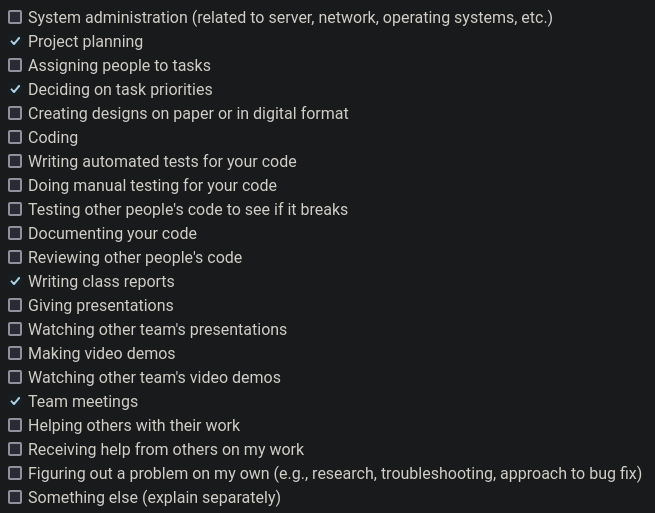 System administration (related to server, network, operating systems, etc.)
Project planning
Assigning people to tasks
Deciding on task priorities
Creating designs on paper or in digital format
Coding
Writing automated tests for your code
Doing manual testing for your code
Testing other people's code to see if it breaks
Documenting your code
Reviewing other people's code
Writing class reports
Giving presentations
Watching other team's presentations
Making video demos
Watching other team's video demos
Team meetings
Helping others with their work
Receiving help from others on my work
Figuring out a problem on my own (e.g., research, troubleshooting, approach to bug fix)
Something else (explain separately)